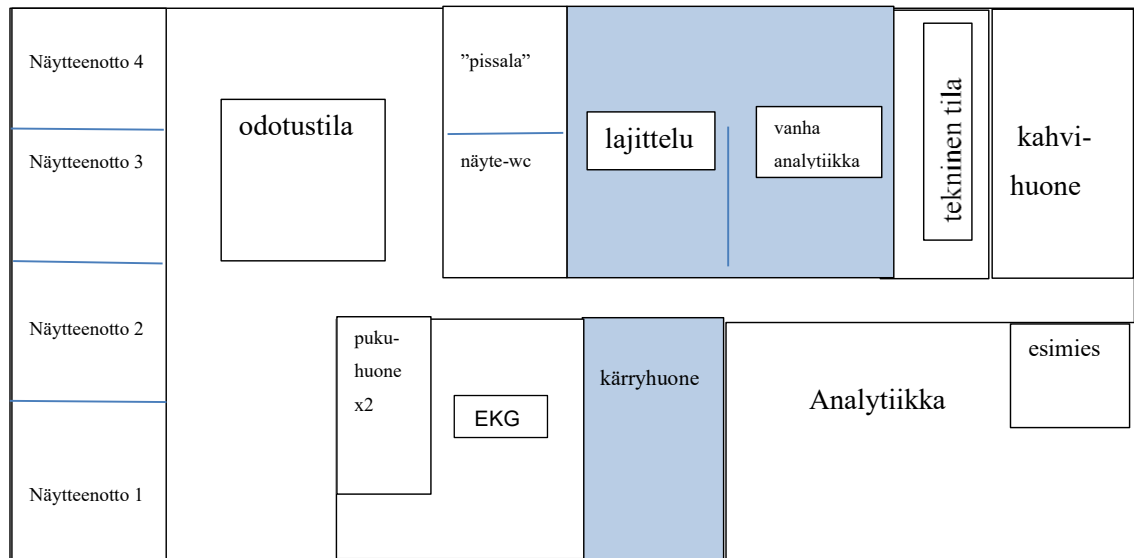 Näytteenotto 4
Näytteenotto 3
Näytteenotto 2
Näytteenotto 1
odotustila
”pissala”
näyte-wc
lajittelu
vanha
analytiikka
tekninen tila
kahvi-
huone
puku-
huone
x2
EKG
kärryhuone
Analytiikka
esimies